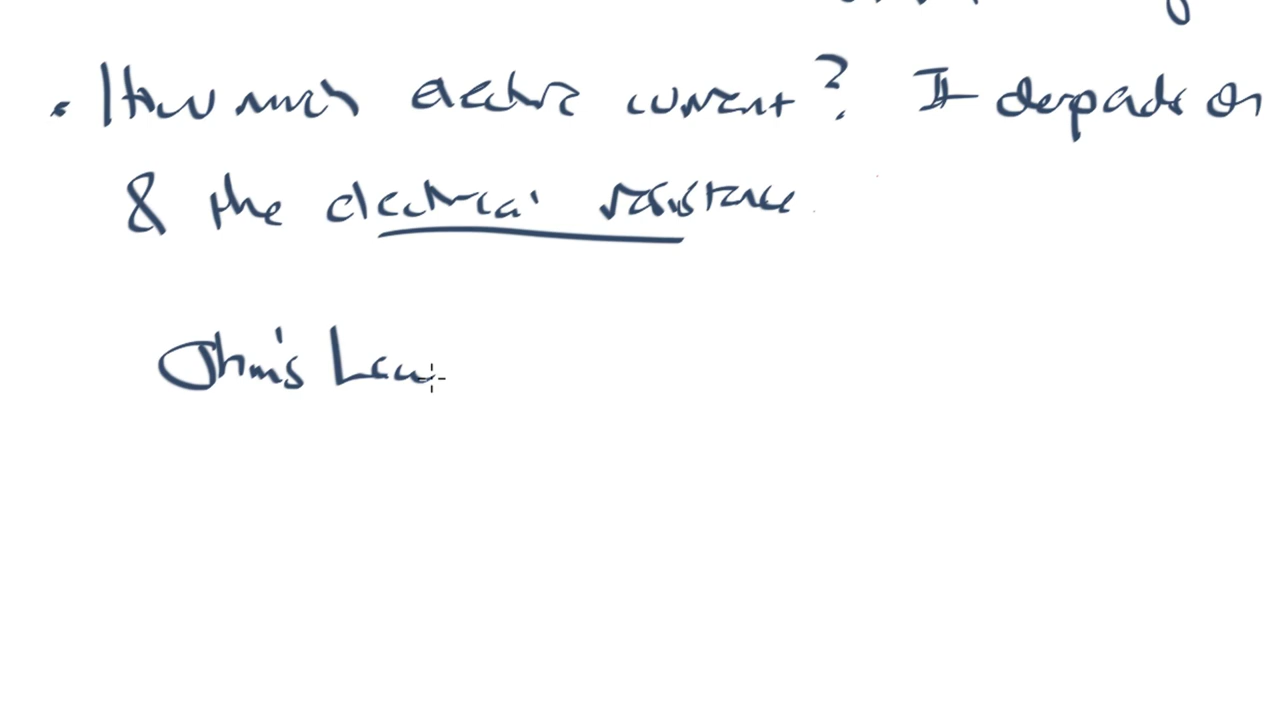 • How much electric current? It depends on
& the electrical resistance
Ohm's Law